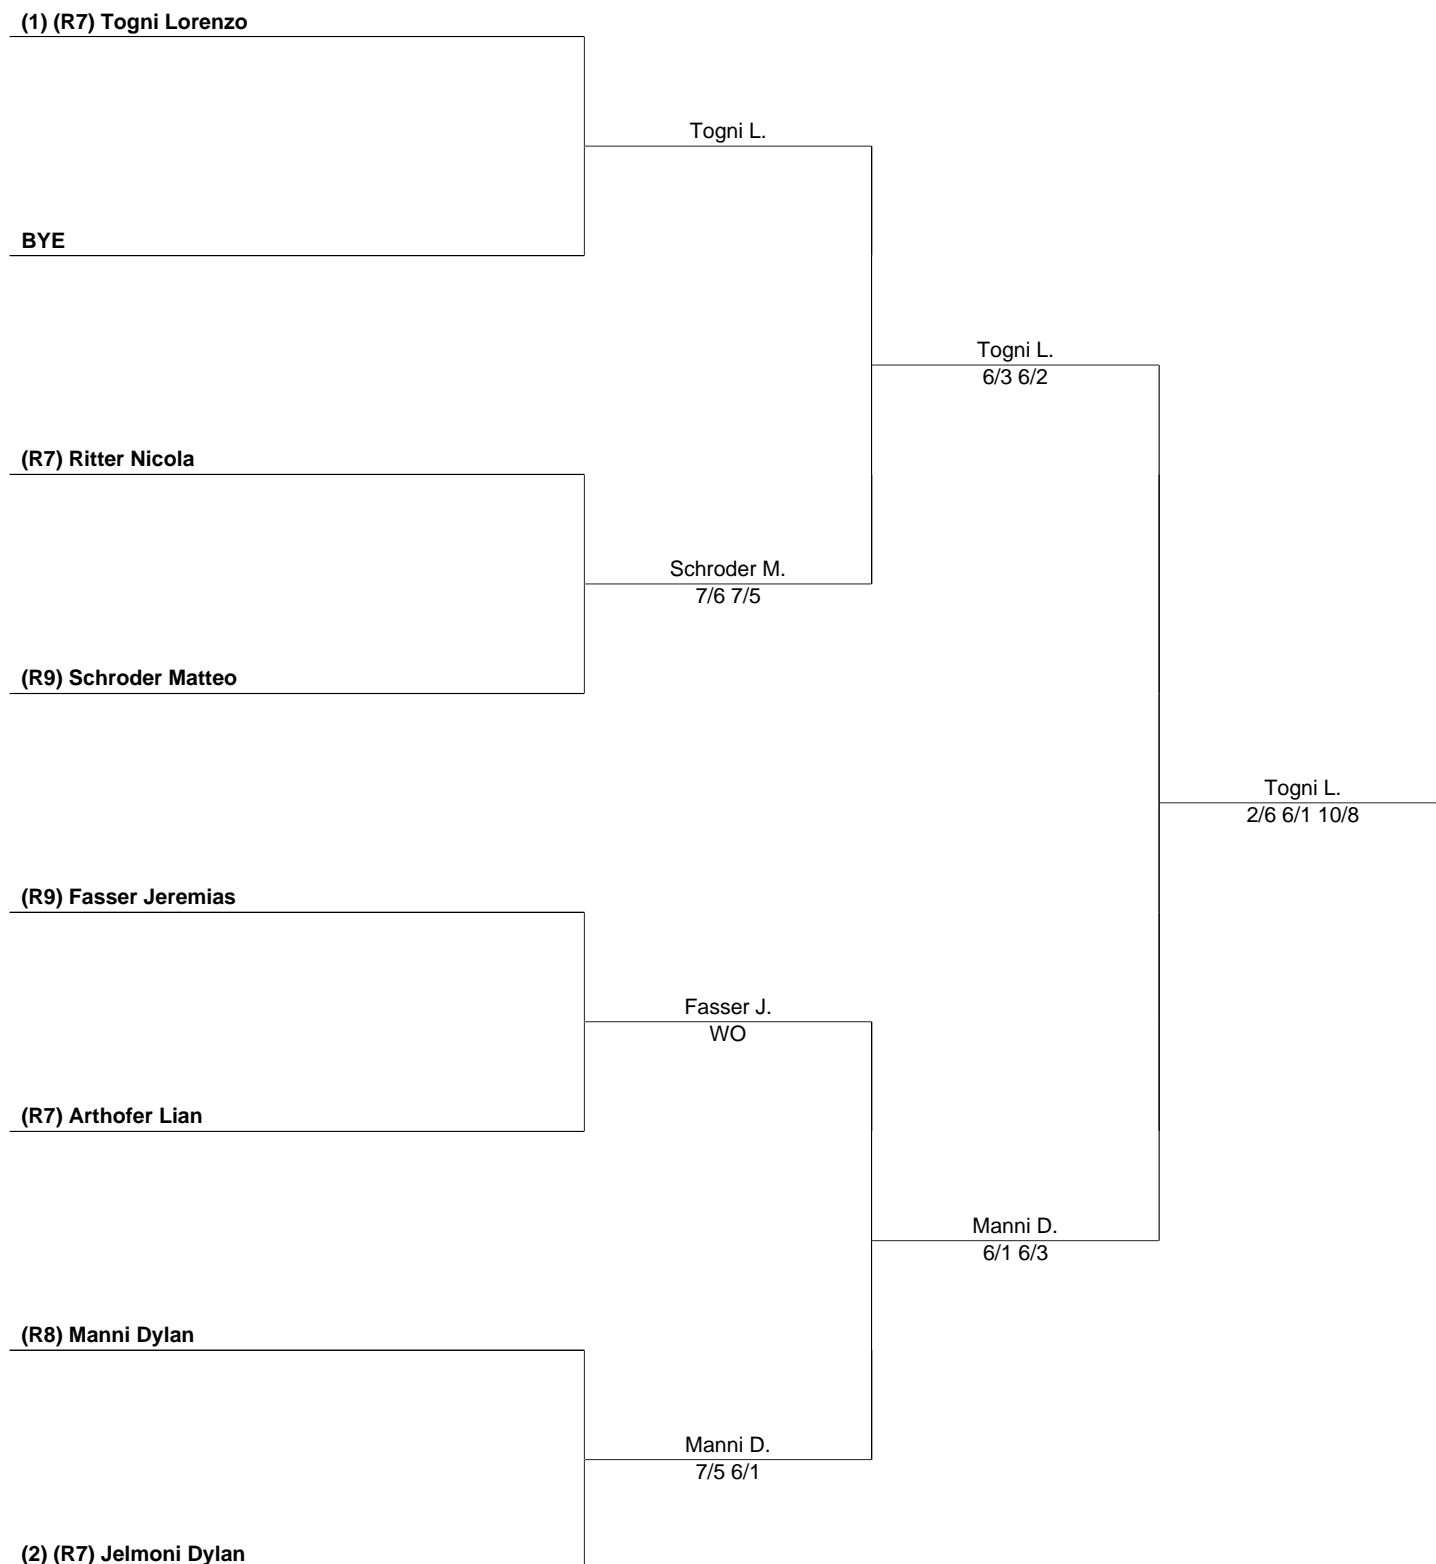 (1) (R7) Togni Lorenzo
Togni L.
BYE
Togni L.
6/3 6/2
(R7) Ritter Nicola
Schroder M.
7/6 7/5
(R9) Schroder Matteo
Togni L.
2/6 6/1 10/8
(R9) Fasser Jeremias
Fasser J.
WO
(R7) Arthofer Lian
Manni D.
6/1 6/3
(R8) Manni Dylan
Manni D.
7/5 6/1
(2) (R7) Jelmoni Dylan